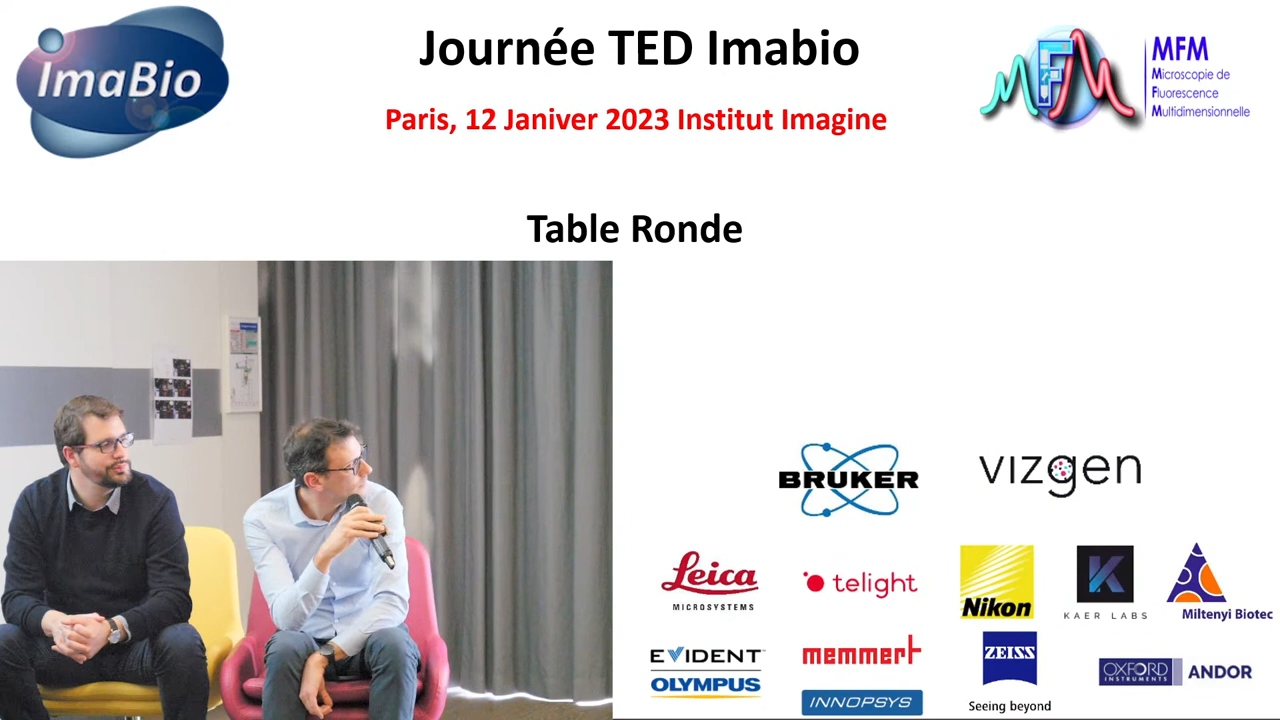 ImaBio
Journée TED Imabio
Paris, 12 Janiver 2023 Institut Imagine
MFM
Microscopie de
Fluorescence
Multidimensionnelle
Table Ronde
BRUKER
vizgen
Leica
MICROSYSTEMS
telight
Nikon
KAER LABS
Miltenyi Biotec
EVIDENT
OLYMPUS
memmert
INNOPSYS
ZEISS
Seeing beyond
OXFORD
INSTRUMENTS
ANDOR